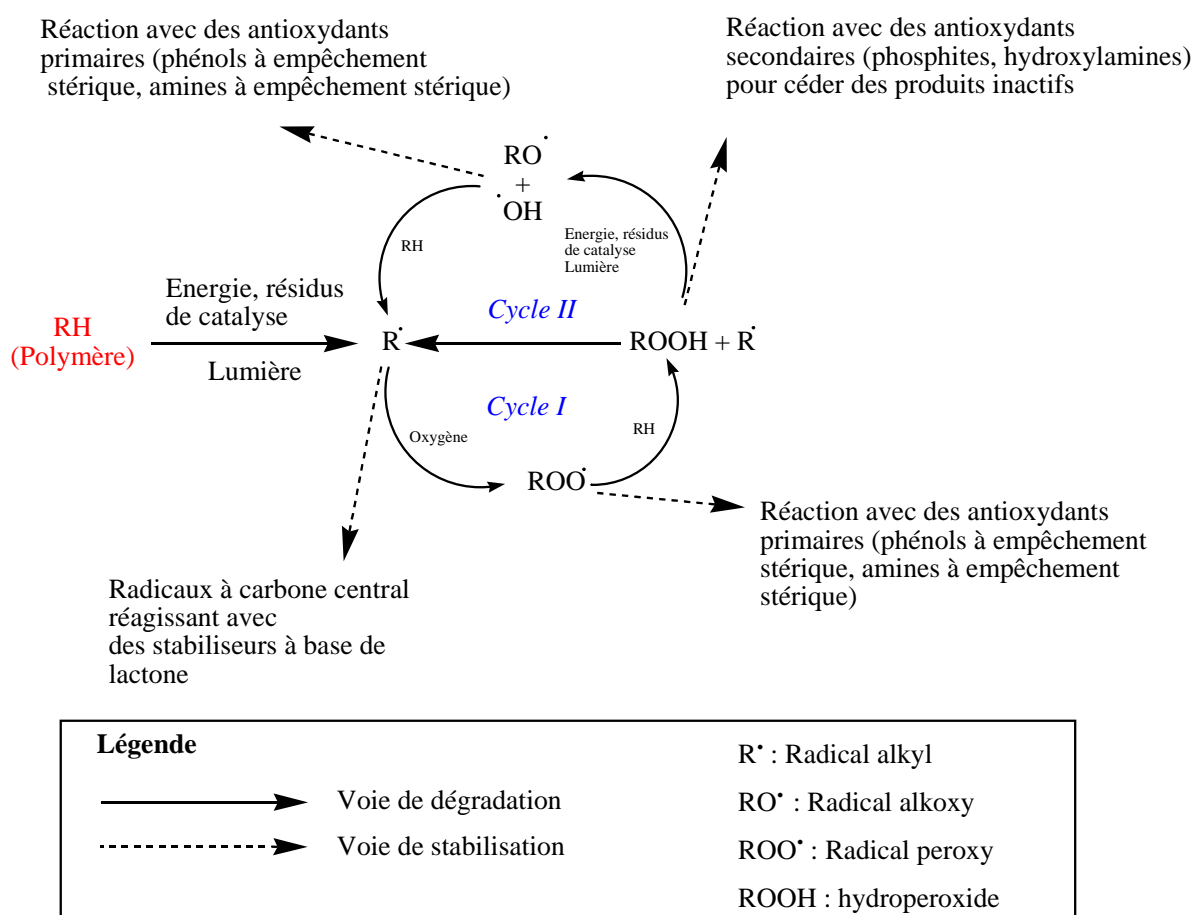 Réaction avec des antioxydants
primaires (phénols à empêchement
stérique, amines à empêchement stérique)
Réaction avec des antioxydants
secondaires (phosphites, hydroxylamines)
pour céder des produits inactifs
RO˙
+
˙OH
RH
Energie, résidus
de catalyse
Lumière
RH
(Polymère)
Energie, résidus
de catalyse
Lumière
R˙
Cycle II
ROOH + R˙
Cycle I
Oxygène
RH
ROO˙
Réaction avec des antioxydants
primaires (phénols à empêchement
stérique, amines à empêchement
stérique)
Radicaux à carbone central
réagissant avec
des stabiliseurs à base de
lactone
Légende
Voie de dégradation
Voie de stabilisation
R˙ : Radical alkyl
RO˙ : Radical alkoxy
ROO˙ : Radical peroxy
ROOH : hydroperoxide